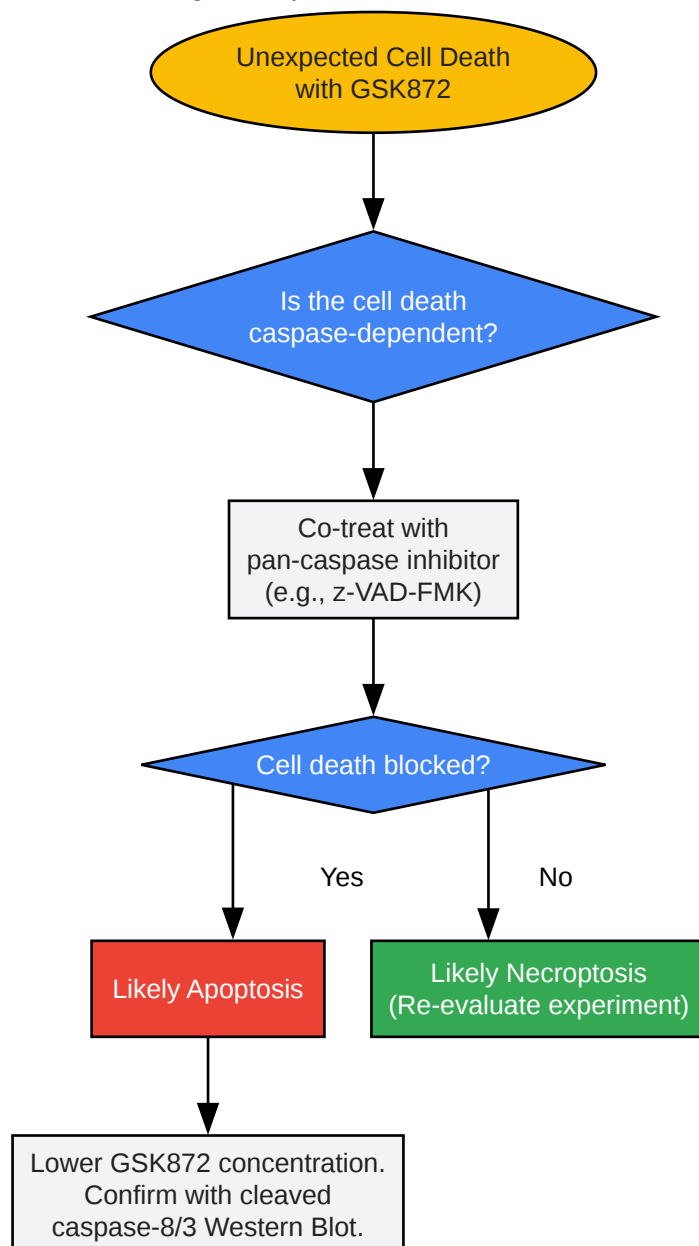 Unexpected Cell Death
with GSK872
Is the cell death
caspase-dependent?
Co-treat with
pan-caspase inhibitor
(e.g., z-VAD-FMK)
Cell death blocked?
Yes
No
Likely Apoptosis
Likely Necroptosis
(Re-evaluate experiment)
Lower GSK872 concentration.
Confirm with cleaved
caspase-8/3 Western Blot.